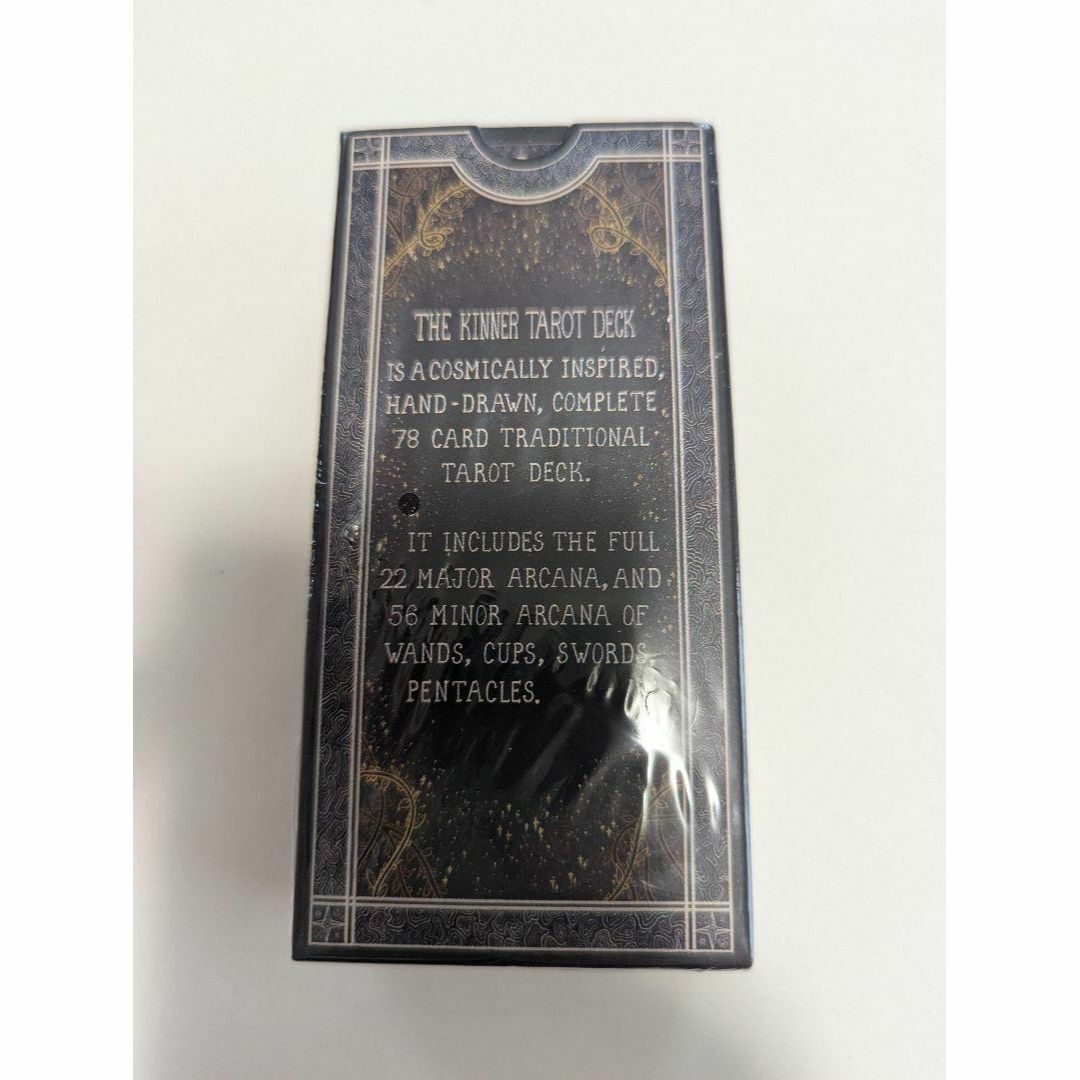 THE KINNER TAROT DECK
IS A COSMICALLY INSPIRED,
HAND-DRAWN, COMPLETE
78 CARD TRADITIONAL
TAROT DECK.
IT INCLUDES THE FULL
22 MAJOR ARCANA, AND
56 MINOR ARCANA OF
WANDS, CUPS, SWORDS,
PENTACLES.